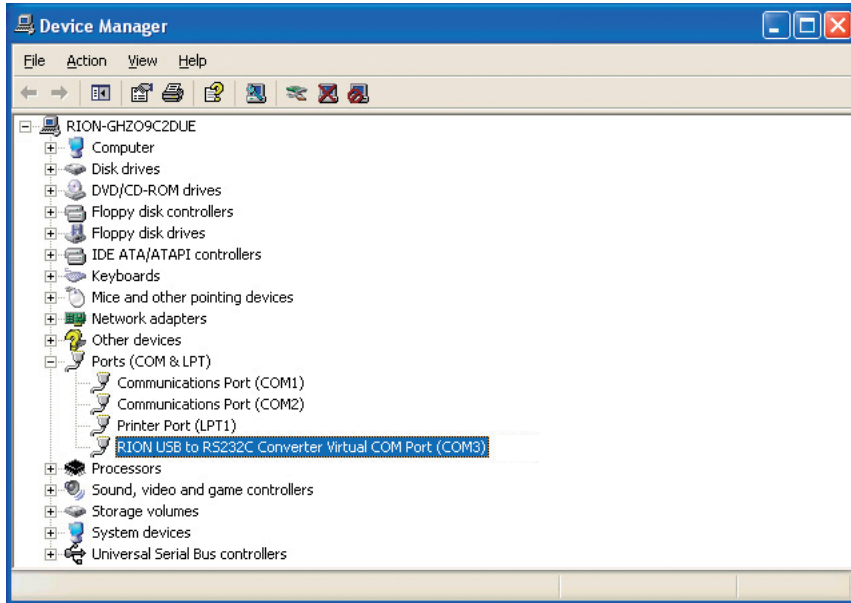 Device Manager
File Action View Help
RION-GHZO9C2DUE
Computer
Disk drives
DVD/CD-ROM drives
Floppy disk controllers
Floppy disk drives
IDE ATA/ATAPI controllers
Keyboards
Mice and other pointing devices
Network adapters
Other devices
Ports (COM & LPT)
Communications Port (COM1)
Communications Port (COM2)
Printer Port (LPT1)
RION USB to RS232C Converter Virtual COM Port (COM3)
Processors
Sound, video and game controllers
Storage volumes
System devices
Universal Serial Bus controllers